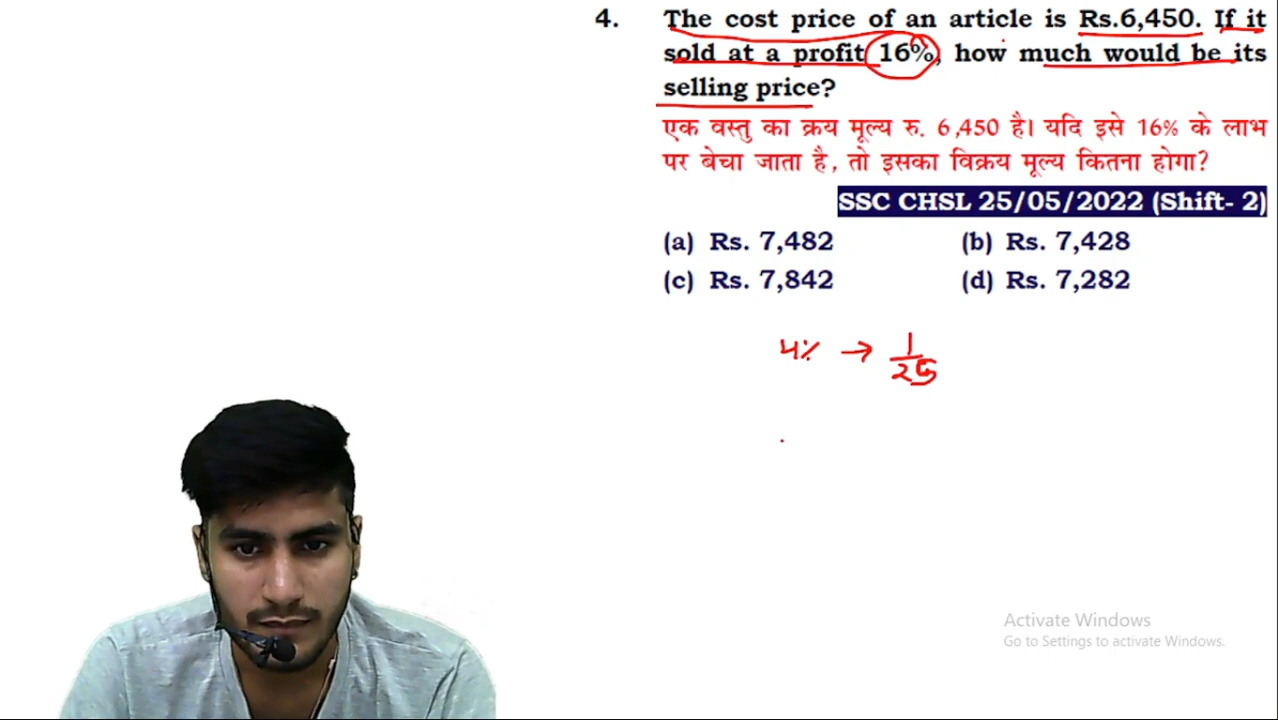 4. The cost price of an article is Rs.6,450. If it
sold at a profit 16%, how much would be its
selling price?
एक वस्तु का क्रय मूल्य रु. 6,450 है। यदि इसे 16% के लाभ
पर बेचा जाता है, तो इसका विक्रय मूल्य कितना होगा?
SSC CHSL 25/05/2022 (Shift- 2)
(a) Rs. 7,482 (b) Rs. 7,428
(c) Rs. 7,842 (d) Rs. 7,282
4% → 1/25
Activate Windows
Go to Settings to activate Windows.